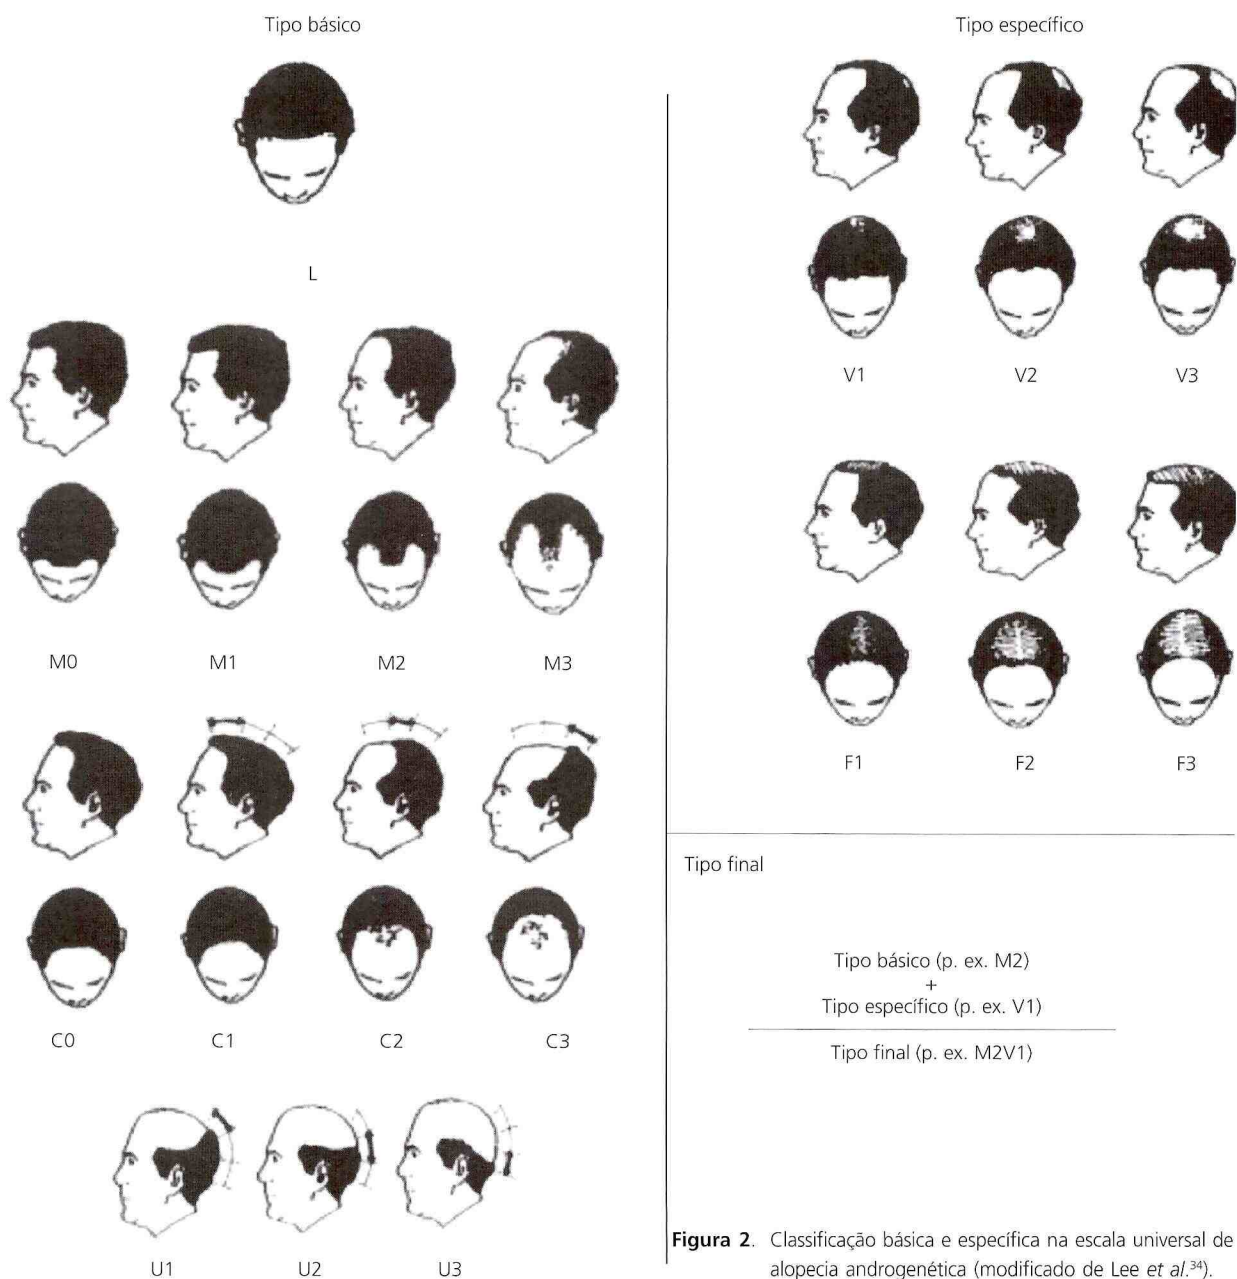 Tipo básico
L
M0 M1 M2 M3
C0 C1 C2 C3
U1 U2 U3
Tipo específico
V1 V2 V3
F1 F2 F3
Tipo final
Tipo básico (p. ex. M2)
+
Tipo específico (p. ex. V1)
Tipo final (p. ex. M2V1)
Figura 2. Classificação básica e específica na escala universal de
alopecia androgenética (modificado de Lee et al.³⁴).